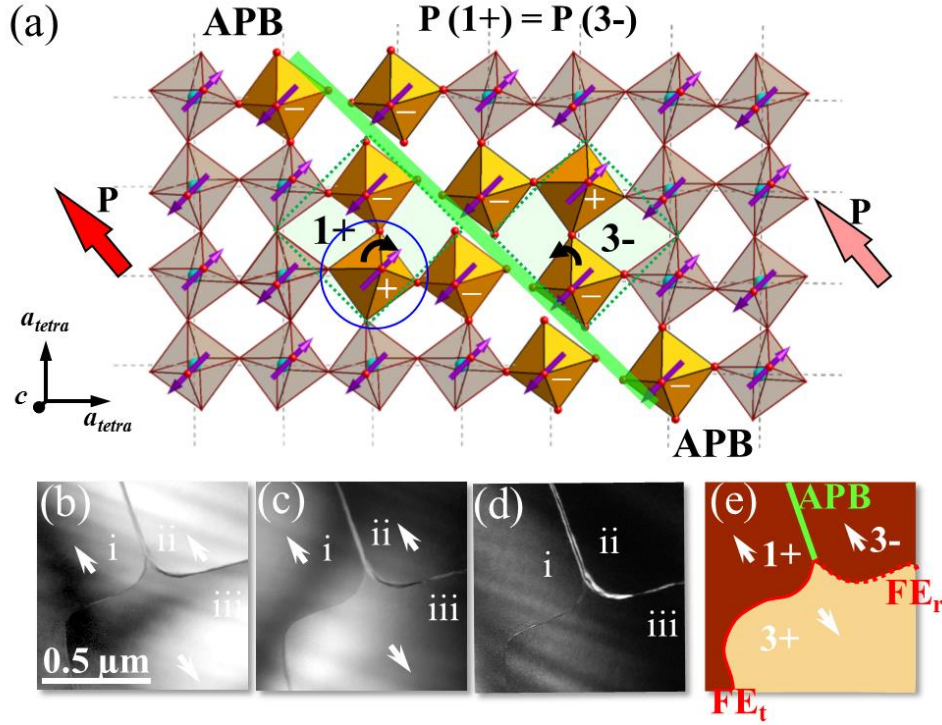 (a)
APB
P (1+) = P (3-)
− −
− − +
P
1+
3-
P
+ − −
− −
a_tetra
c
a_tetra
APB
(b) i ii iii
0.5 μm
(c) i ii iii
(d) i ii iii
(e) APB
1+ 3-
FE_r
3+
FE_t